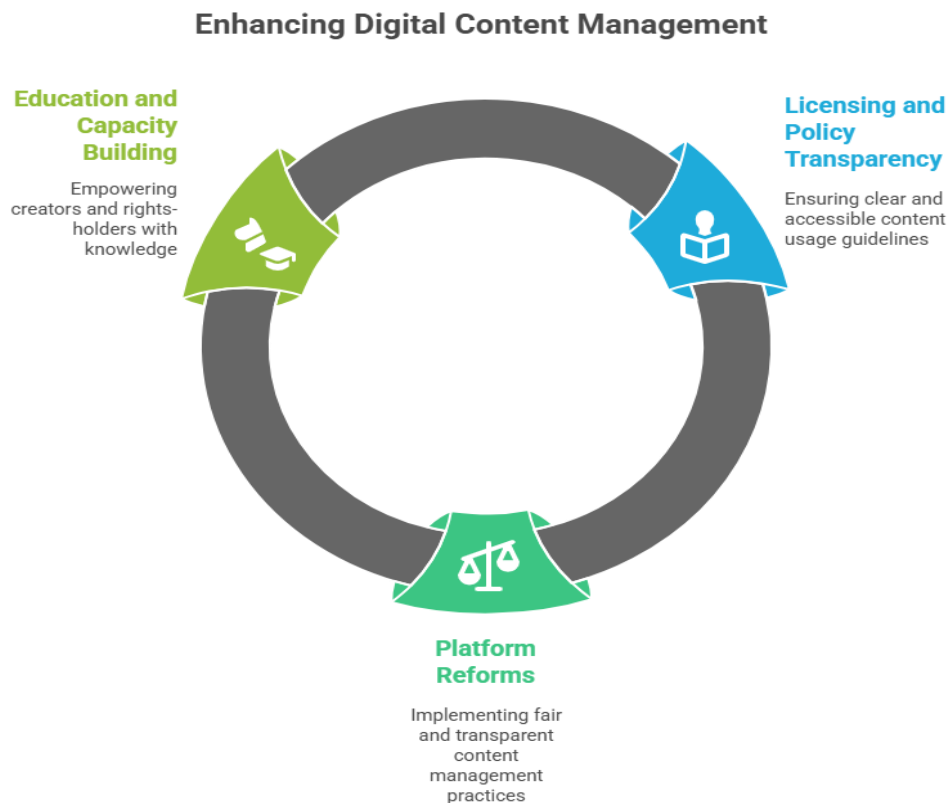 Enhancing Digital Content Management
Education and
Capacity
Building
Empowering
creators and rights-
holders with
knowledge
Licensing and
Policy
Transparency
Ensuring clear and
accessible content
usage guidelines
Platform
Reforms
Implementing fair
and transparent
content
management
practices